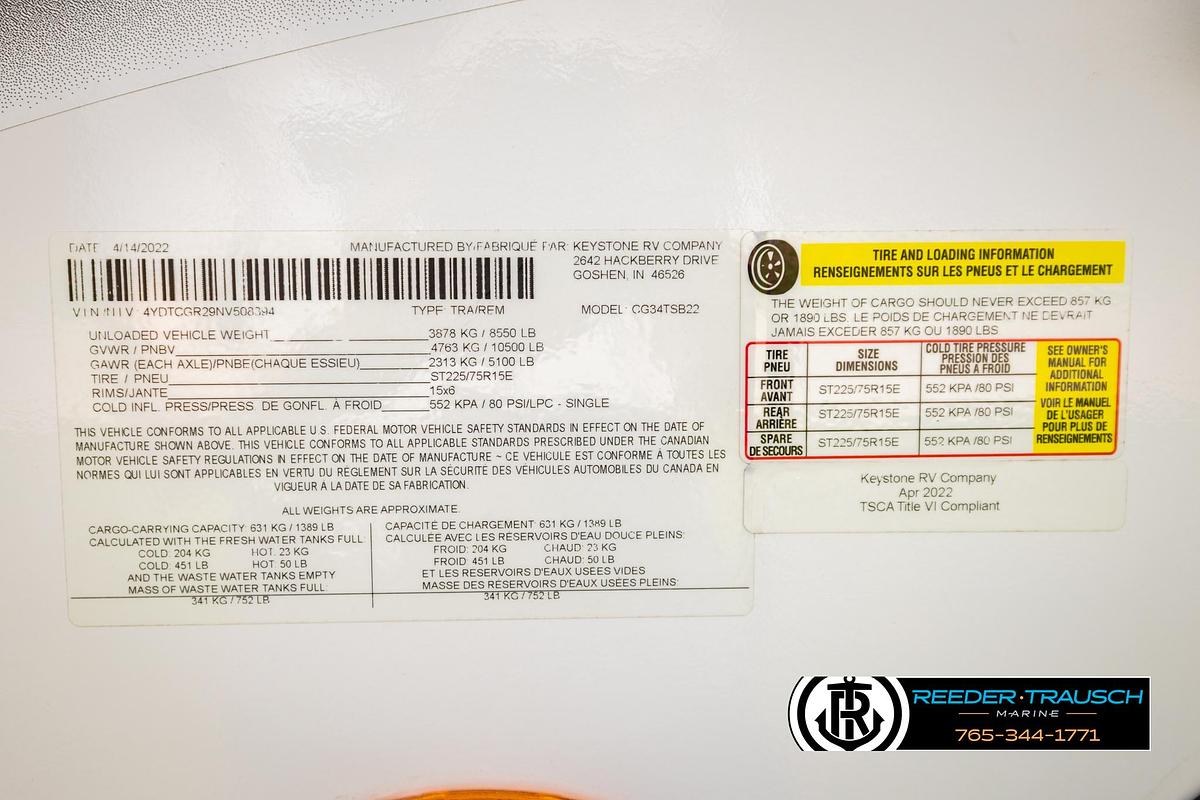 DATE 4/14/2022
MANUFACTURED BY/FABRIQUÉ PAR: KEYSTONE RV COMPANY
2642 HACKBERRY DRIVE
GOSHEN, IN 46526
V I N /N I V: 4YDTCGR29NV508394 TYPE: TRA/REM MODEL: CG34TSB22
UNLOADED VEHICLE WEIGHT 3878 KG / 8550 LB
GVWR / PNBV 4763 KG / 10500 LB
GAWR (EACH AXLE)/PNBE(CHAQUE ESSIEU) 2313 KG / 5100 LB
TIRE / PNEU ST225/75R15E
RIMS/JANTE 15x6
COLD INFL. PRESS/PRESS. DE GONFL. À FROID 552 KPA / 80 PSI/LPC - SINGLE
THIS VEHICLE CONFORMS TO ALL APPLICABLE U.S. FEDERAL MOTOR VEHICLE SAFETY STANDARDS IN EFFECT ON THE DATE OF
MANUFACTURE SHOWN ABOVE. THIS VEHICLE CONFORMS TO ALL APPLICABLE STANDARDS PRESCRIBED UNDER THE CANADIAN
MOTOR VEHICLE SAFETY REGULATIONS IN EFFECT ON THE DATE OF MANUFACTURE ~ CE VÉHICULE EST CONFORME À TOUTES LES
NORMES QUI LUI SONT APPLICABLES EN VERTU DU RÈGLEMENT SUR LA SÉCURITÉ DES VÉHICULES AUTOMOBILES DU CANADA EN
VIGUEUR À LA DATE DE SA FABRICATION.
ALL WEIGHTS ARE APPROXIMATE.
CARGO-CARRYING CAPACITY: 631 KG / 1389 LB
CALCULATED WITH THE FRESH WATER TANKS FULL:
COLD: 204 KG HOT: 23 KG
COLD: 451 LB HOT: 50 LB
AND THE WASTE WATER TANKS EMPTY
MASS OF WASTE WATER TANKS FULL:
341 KG / 752 LB
CAPACITÉ DE CHARGEMENT: 631 KG / 1389 LB
CALCULÉE AVEC LES RÉSERVOIRS D'EAU DOUCE PLEINS:
FROID: 204 KG CHAUD: 23 KG
FROID: 451 LB CHAUD: 50 LB
ET LES RESERVOIRS D'EAUX USÉES VIDES
MASSE DES RÉSERVOIRS D'EAUX USÉES PLEINS:
341 KG / 752 LB
TIRE AND LOADING INFORMATION
RENSEIGNEMENTS SUR LES PNEUS ET LE CHARGEMENT
THE WEIGHT OF CARGO SHOULD NEVER EXCEED 857 KG
OR 1890 LBS. LE POIDS DE CHARGEMENT NE DEVRAIT
JAMAIS EXCEDER 857 KG OU 1890 LBS
TIRE
PNEU
SIZE
DIMENSIONS
COLD TIRE PRESSURE
PRESSION DES
PNEUS A FROID
FRONT
AVANT
ST225/75R15E 552 KPA /80 PSI
REAR
ARRIÈRE
ST225/75R15E 552 KPA /80 PSI
SPARE
DE SECOURS
ST225/75R15E 552 KPA /80 PSI
SEE OWNER'S
MANUAL FOR
ADDITIONAL
INFORMATION
VOIR LE MANUEL
DE L'USAGER
POUR PLUS DE
RENSEIGNEMENTS
Keystone RV Company
Apr 2022
TSCA Title VI Compliant
TR
REEDER·TRAUSCH
MARINE
765-344-1771